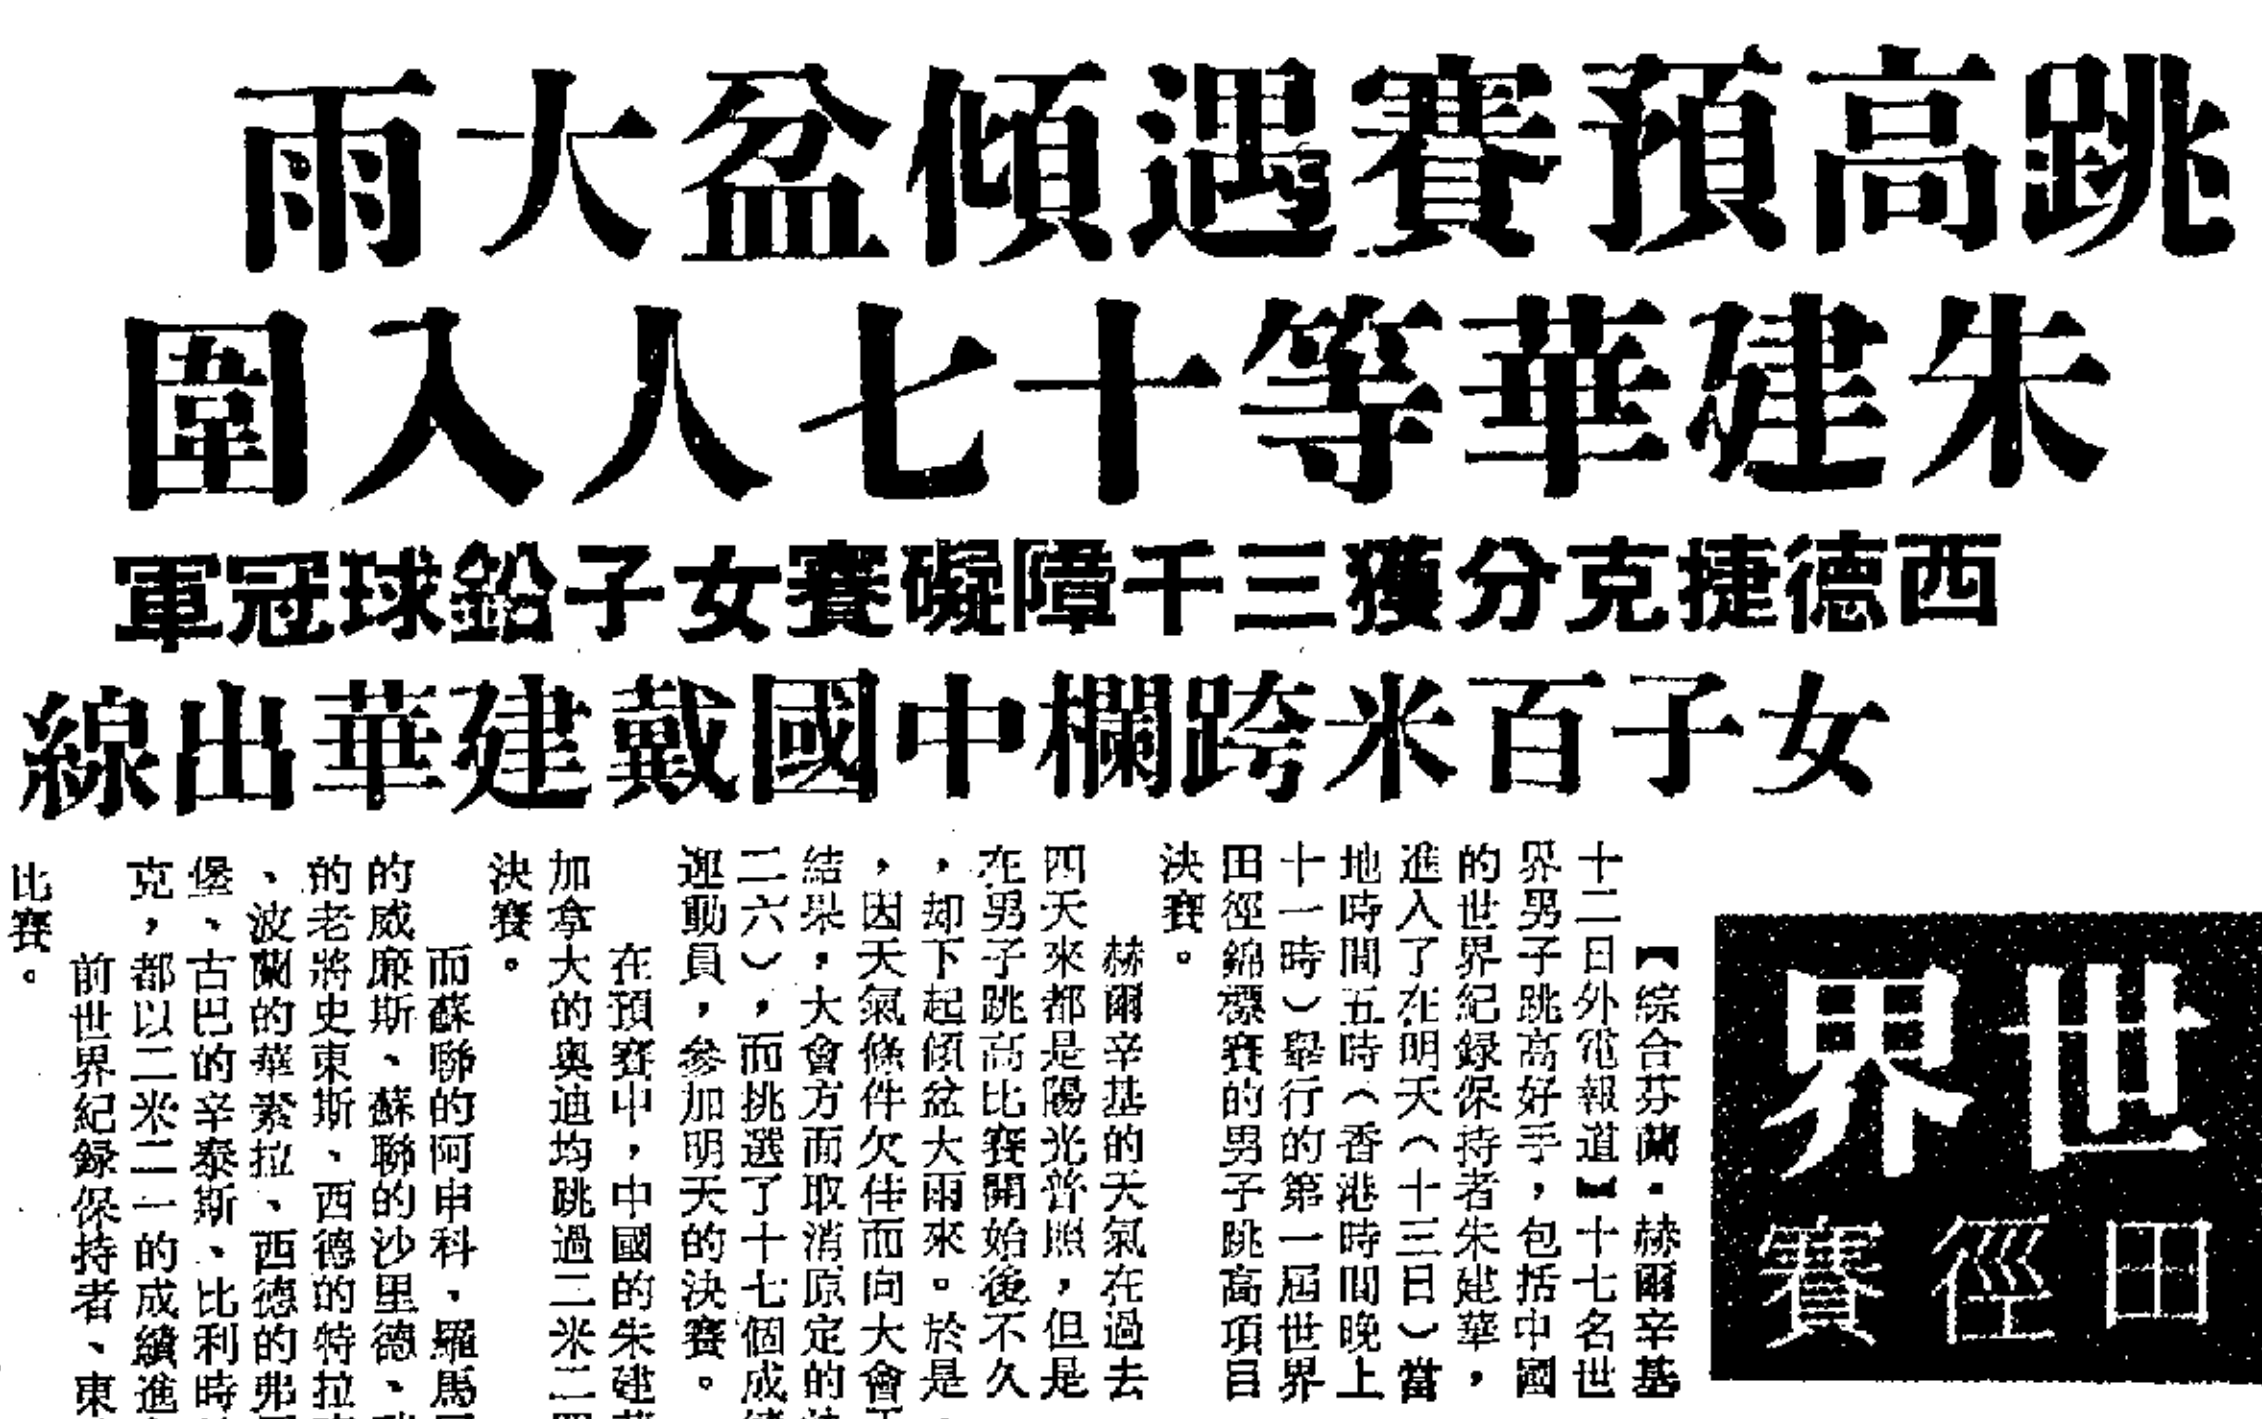 跳高預賽遇傾盆大雨
朱建華等十七人入圍
西德捷克分獲三千障礙賽女子鉛球冠軍
女子百米跨欄中國戴建華出線
世界
田徑賽
【綜合芬蘭・赫爾辛基
十二日外電報道】十七名世
界男子跳高好手，包括中國
的世界紀錄保持者朱建華，
進入了在明天（十三日）當
地時間五時（香港時間晚上
十一時）舉行的第一屆世界
田徑錦標賽的男子跳高項目
決賽。
赫爾辛基的天氣在過去
四天來都是陽光普照，但是
在男子跳高比賽開始後不久
，却下起傾盆大雨來。於是
，因天氣條件欠佳而向大會
結果，大會方面而取消原定的
二六），而挑選了十七個成績
運動員，參加明天的決賽。
在預賽中，中國的朱建華
加拿大的奧迪均跳過二米二
決賽。
而蘇聯的阿申科、羅馬
的威廉斯、蘇聯的沙里德、
的老將史東斯、西德的特拉
、波蘭的華索拉、西德的弗
堡、古巴的辛泰斯、比利時
克，都以二米二一的成績進
前世界紀錄保持者、東
比賽。